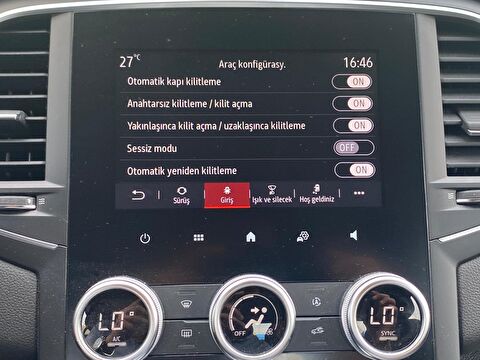 27°C Araç konfigürasy. 16:46
Otomatik kapı kilitleme ON
Anahtarsız kilitleme / kilit açma ON
Yakınlaşınca kilit açma / uzaklaşınca kilitleme ON
Sessiz modu OFF
Otomatik yeniden kilitleme ON
Sürüş Giriş Işık ve silecek Hoş geldiniz
LO OFF LO
A/C SYNC